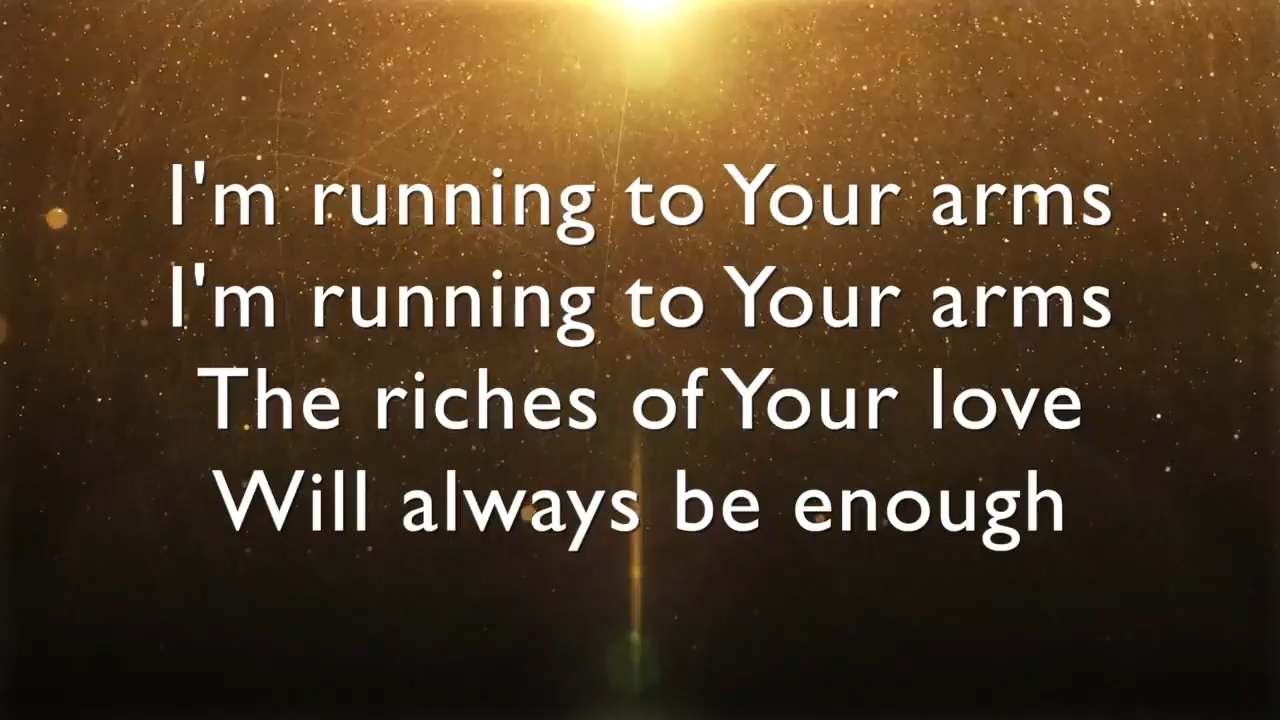 I'm running to Your arms
I'm running to Your arms
The riches of Your love
Will always be enough